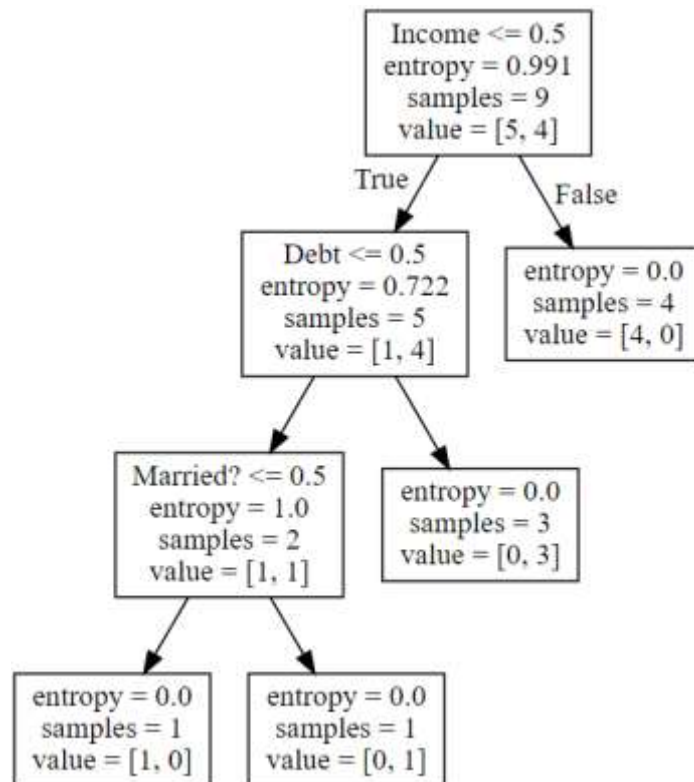 Income <= 0.5
entropy = 0.991
samples = 9
value = [5, 4]
True
False
Debt <= 0.5
entropy = 0.722
samples = 5
value = [1, 4]
entropy = 0.0
samples = 4
value = [4, 0]
Married? <= 0.5
entropy = 1.0
samples = 2
value = [1, 1]
entropy = 0.0
samples = 3
value = [0, 3]
entropy = 0.0
samples = 1
value = [1, 0]
entropy = 0.0
samples = 1
value = [0, 1]